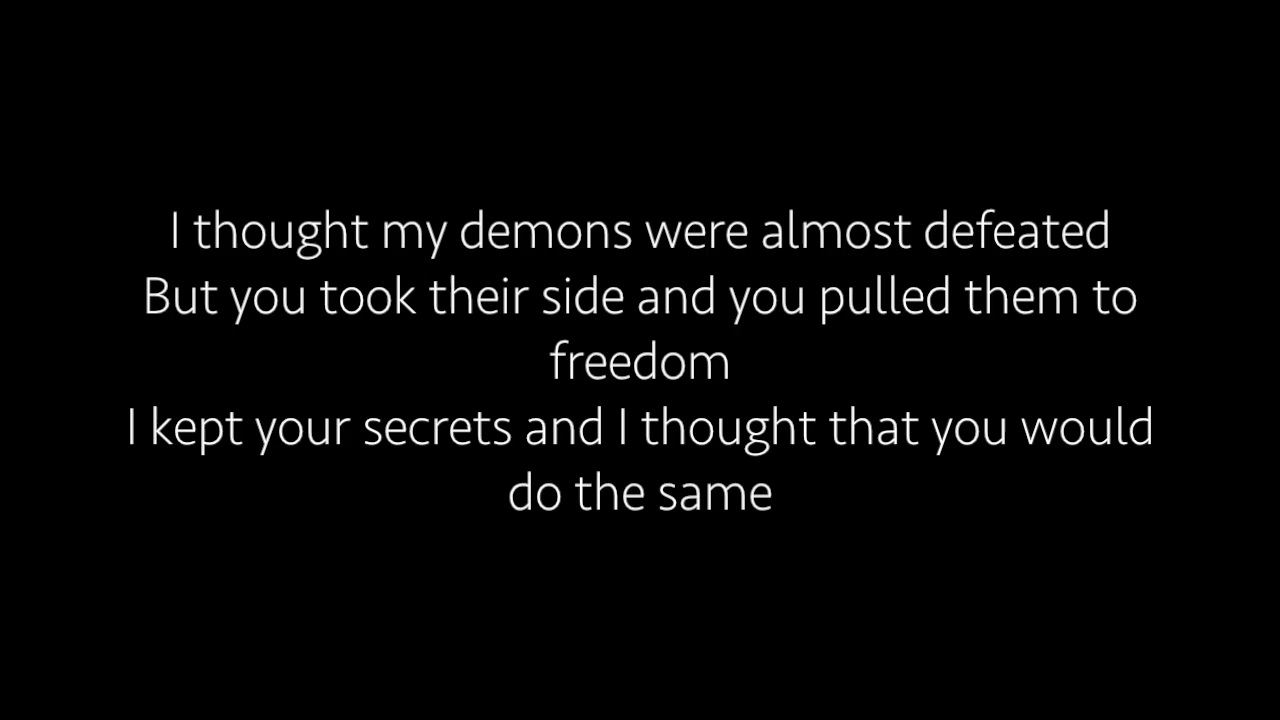 I thought my demons were almost defeated
But you took their side and you pulled them to
freedom
I kept your secrets and I thought that you would
do the same